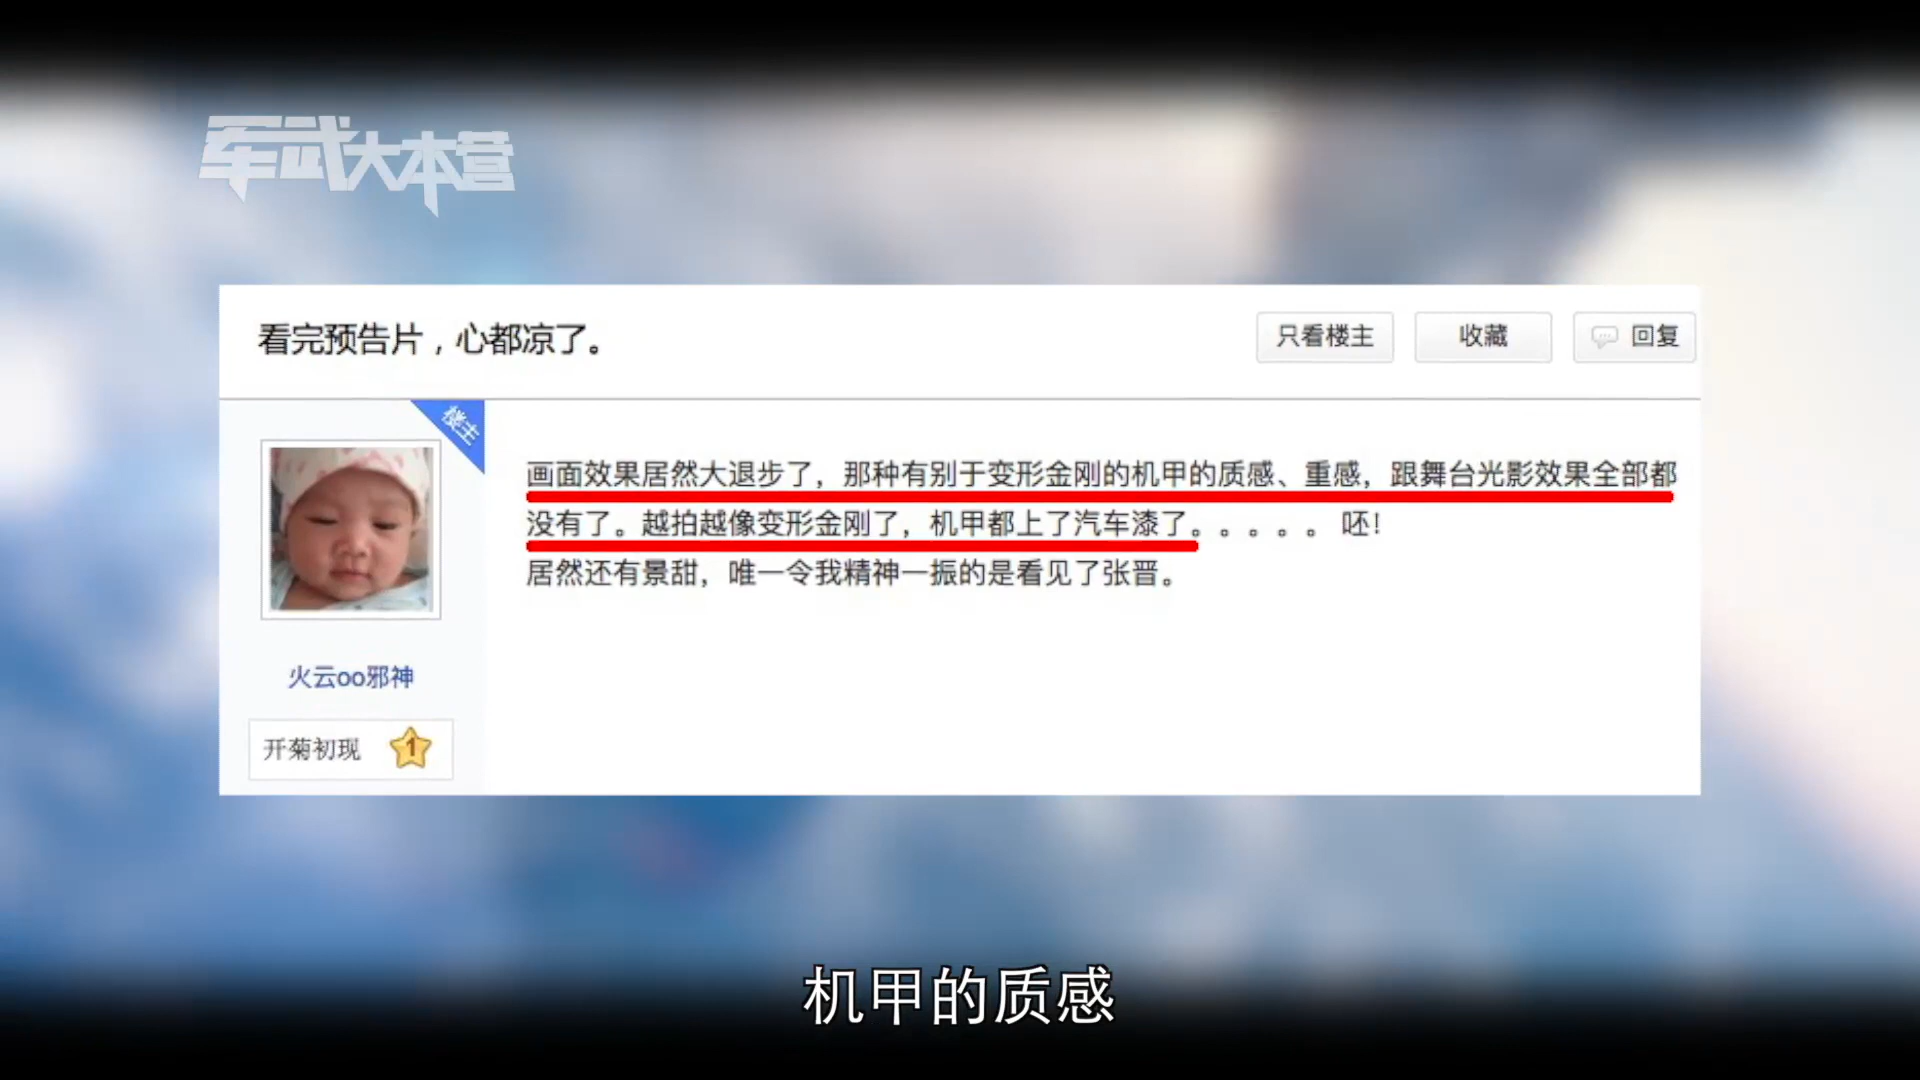 军武大本营
看完预告片，心都凉了。
只看楼主
收藏
回复
楼主
画面效果居然大退步了，那种有别于变形金刚的机甲的质感、重感，跟舞台光影效果全部都
没有了。越拍越像变形金刚了，机甲都上了汽车漆了。。。。。 呸！
居然还有景甜，唯一令我精神一振的是看见了张晋。
火云oo邪神
开菊初现 1
机甲的质感